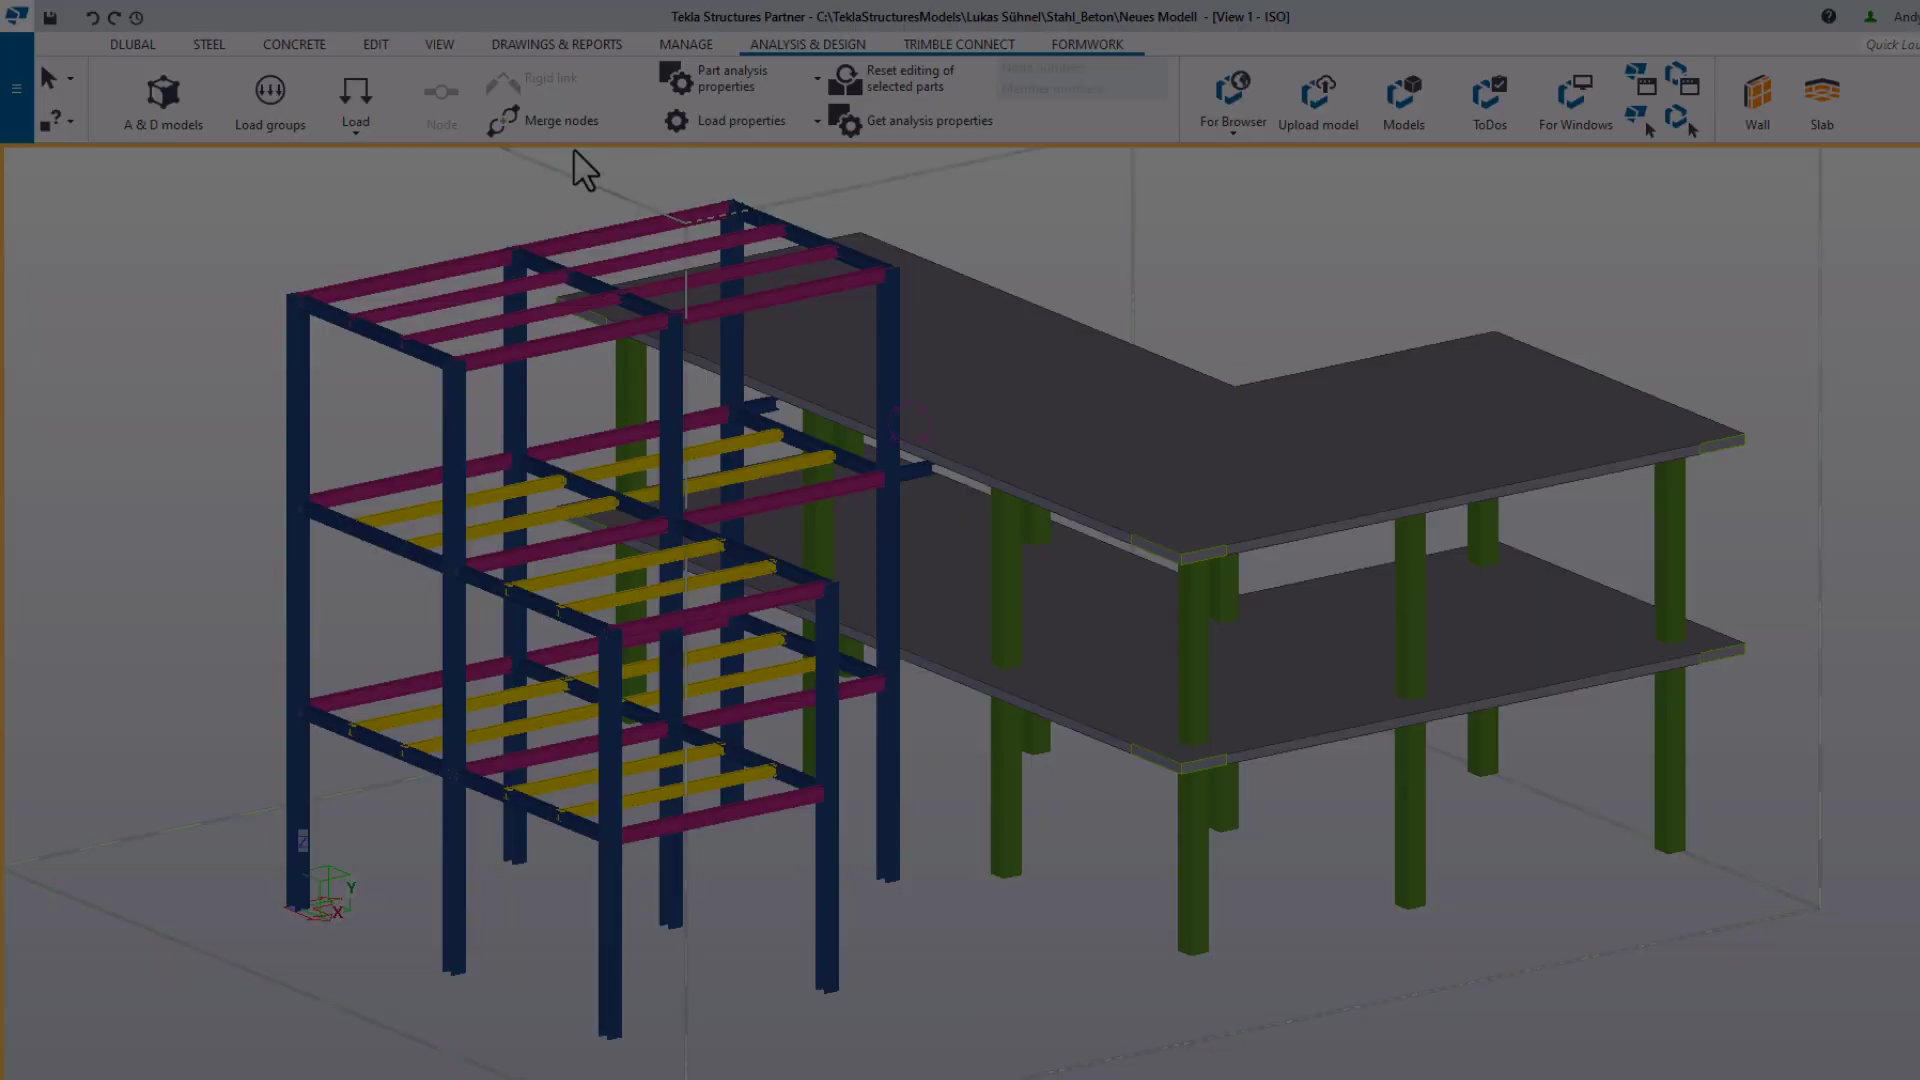 Tekla Structures Partner - C:\TeklaStructuresModels\Lukas Sühnel\Stahl_Beton\Neues Modell - [View 1 - ISO]
Andy
DLUBAL STEEL CONCRETE EDIT VIEW DRAWINGS & REPORTS MANAGE ANALYSIS & DESIGN TRIMBLE CONNECT FORMWORK
Quick Lau
A & D models
Load groups
Load
Node
Rigid link
Merge nodes
Part analysis
properties
Load properties
Reset editing of
selected parts
Get analysis properties
Node numbers
Member numbers
For Browser
Upload model
Models
ToDos
For Windows
Wall
Slab
Z
Y
X